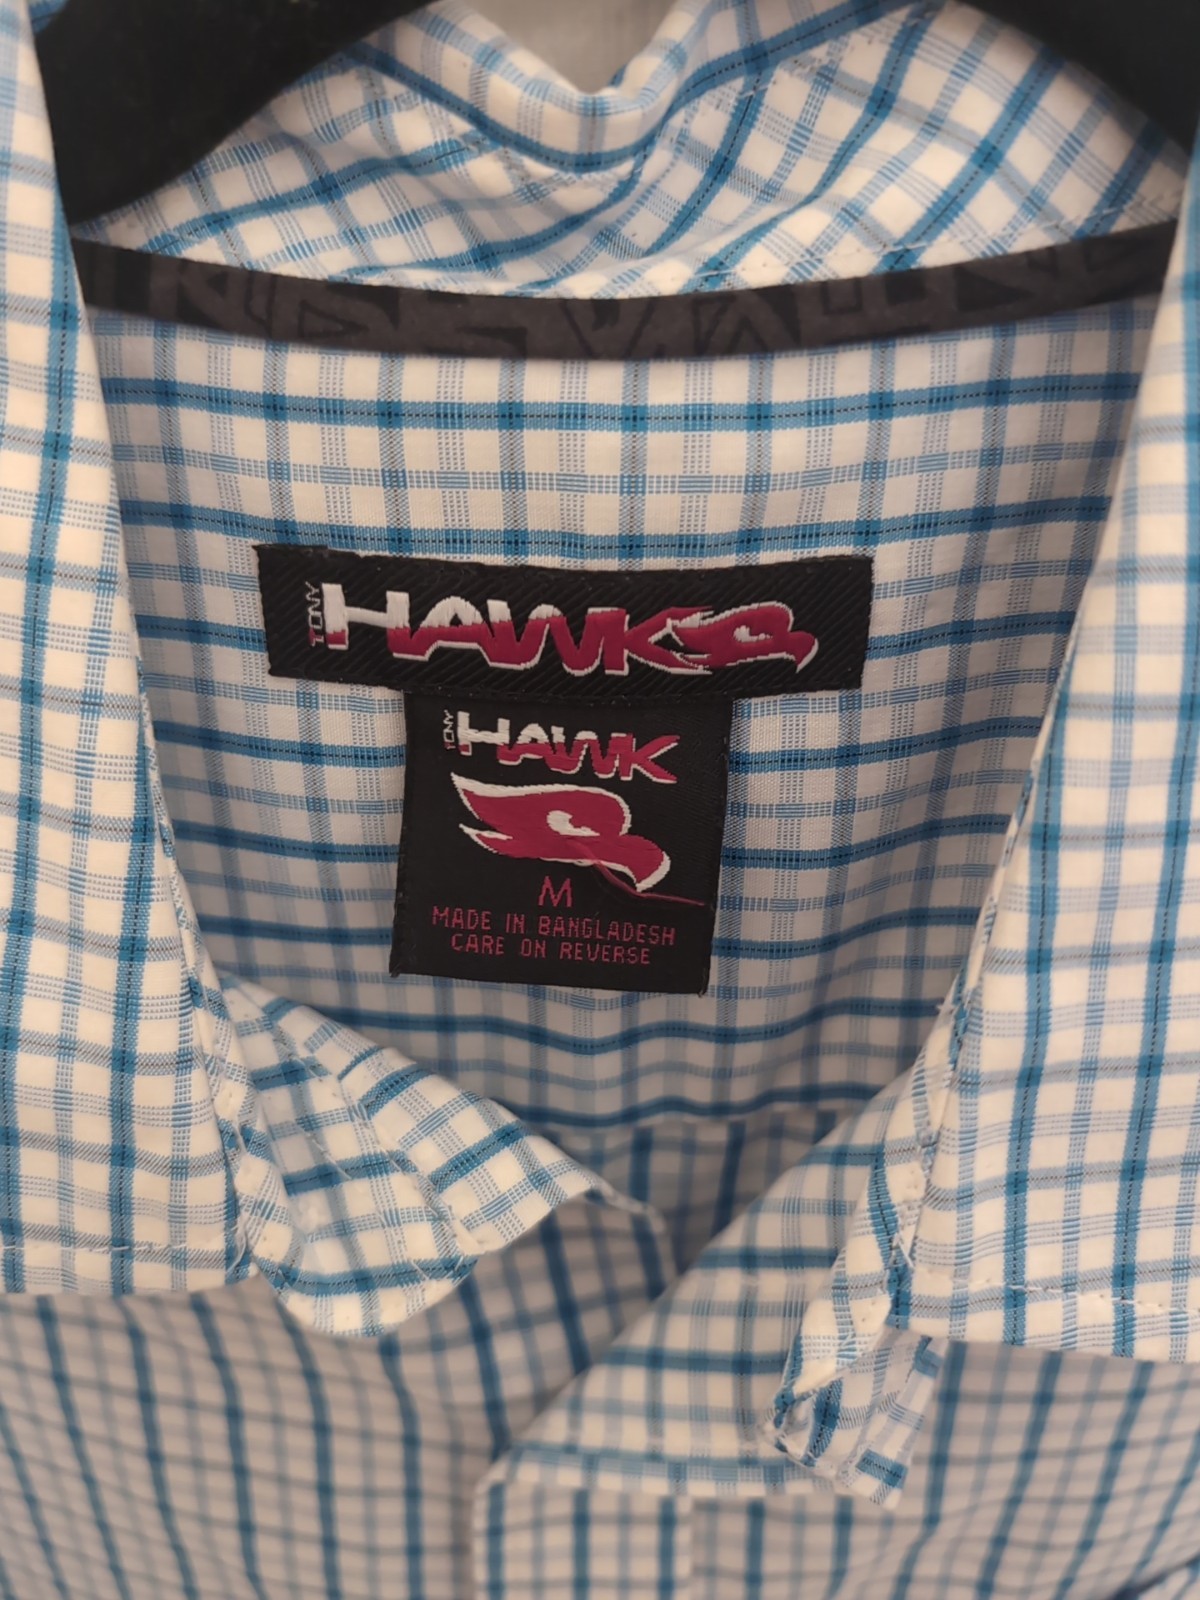 TONY HAWK
TONY HAWK
M
MADE IN BANGLADESH
CARE ON REVERSE